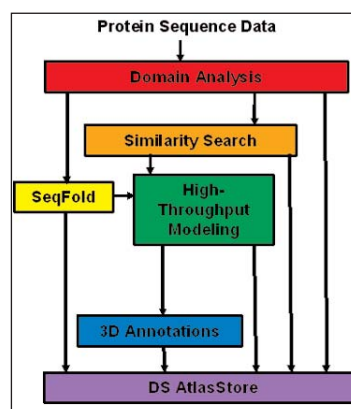 Protein Sequence Data
Domain Analysis
Similarity Search
SeqFold
High-
Throughput
Modeling
3D Annotations
DS AtlasStore